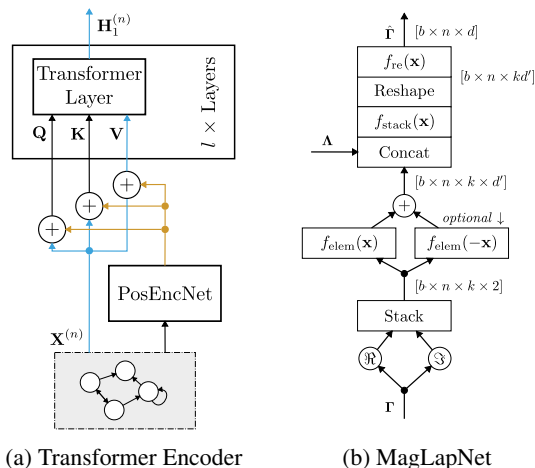 H₁⁽ⁿ⁾
Transformer
Layer
Q K V
l × Layers
+ + +
PosEncNet
X⁽ⁿ⁾
(a) Transformer Encoder
Γ̂ [b × n × d]
f_re(x)
[b × n × kd′]
Reshape
f_stack(x)
Λ
Concat
[b × n × k × d′]
+
optional ↓
f_elem(x) f_elem(−x)
[b × n × k × 2]
Stack
ℜ ℑ
Γ
(b) MagLapNet